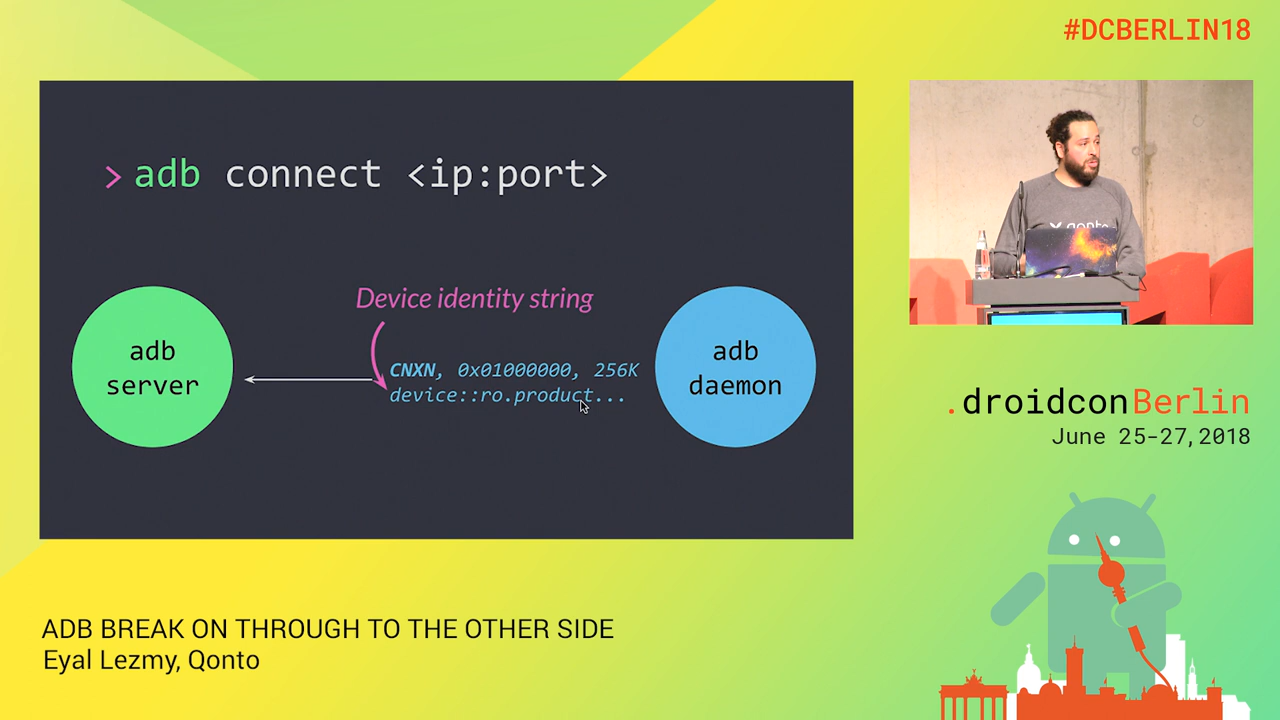 #DCBERLIN18
> adb connect <ip:port>
Device identity string
adb
server
CNXN, 0x01000000, 256K
device::ro.product...
adb
daemon
.droidconBerlin
June 25-27, 2018
ADB BREAK ON THROUGH TO THE OTHER SIDE
Eyal Lezmy, Qonto